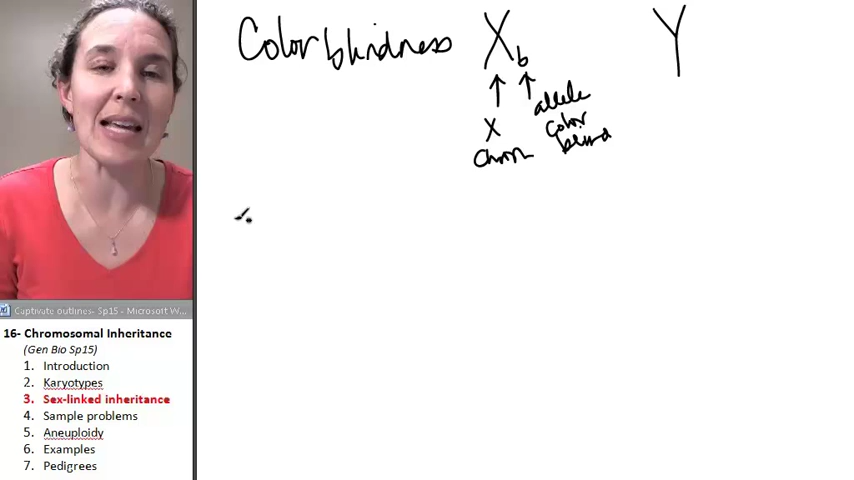 Colorblindness Xb Y
X
chrom
allele
color
blind
Captivate outlines- Sp15 - Microsoft W...
16- Chromosomal Inheritance
(Gen Bio Sp15)
1. Introduction
2. Karyotypes
3. Sex-linked inheritance
4. Sample problems
5. Aneuploidy
6. Examples
7. Pedigrees